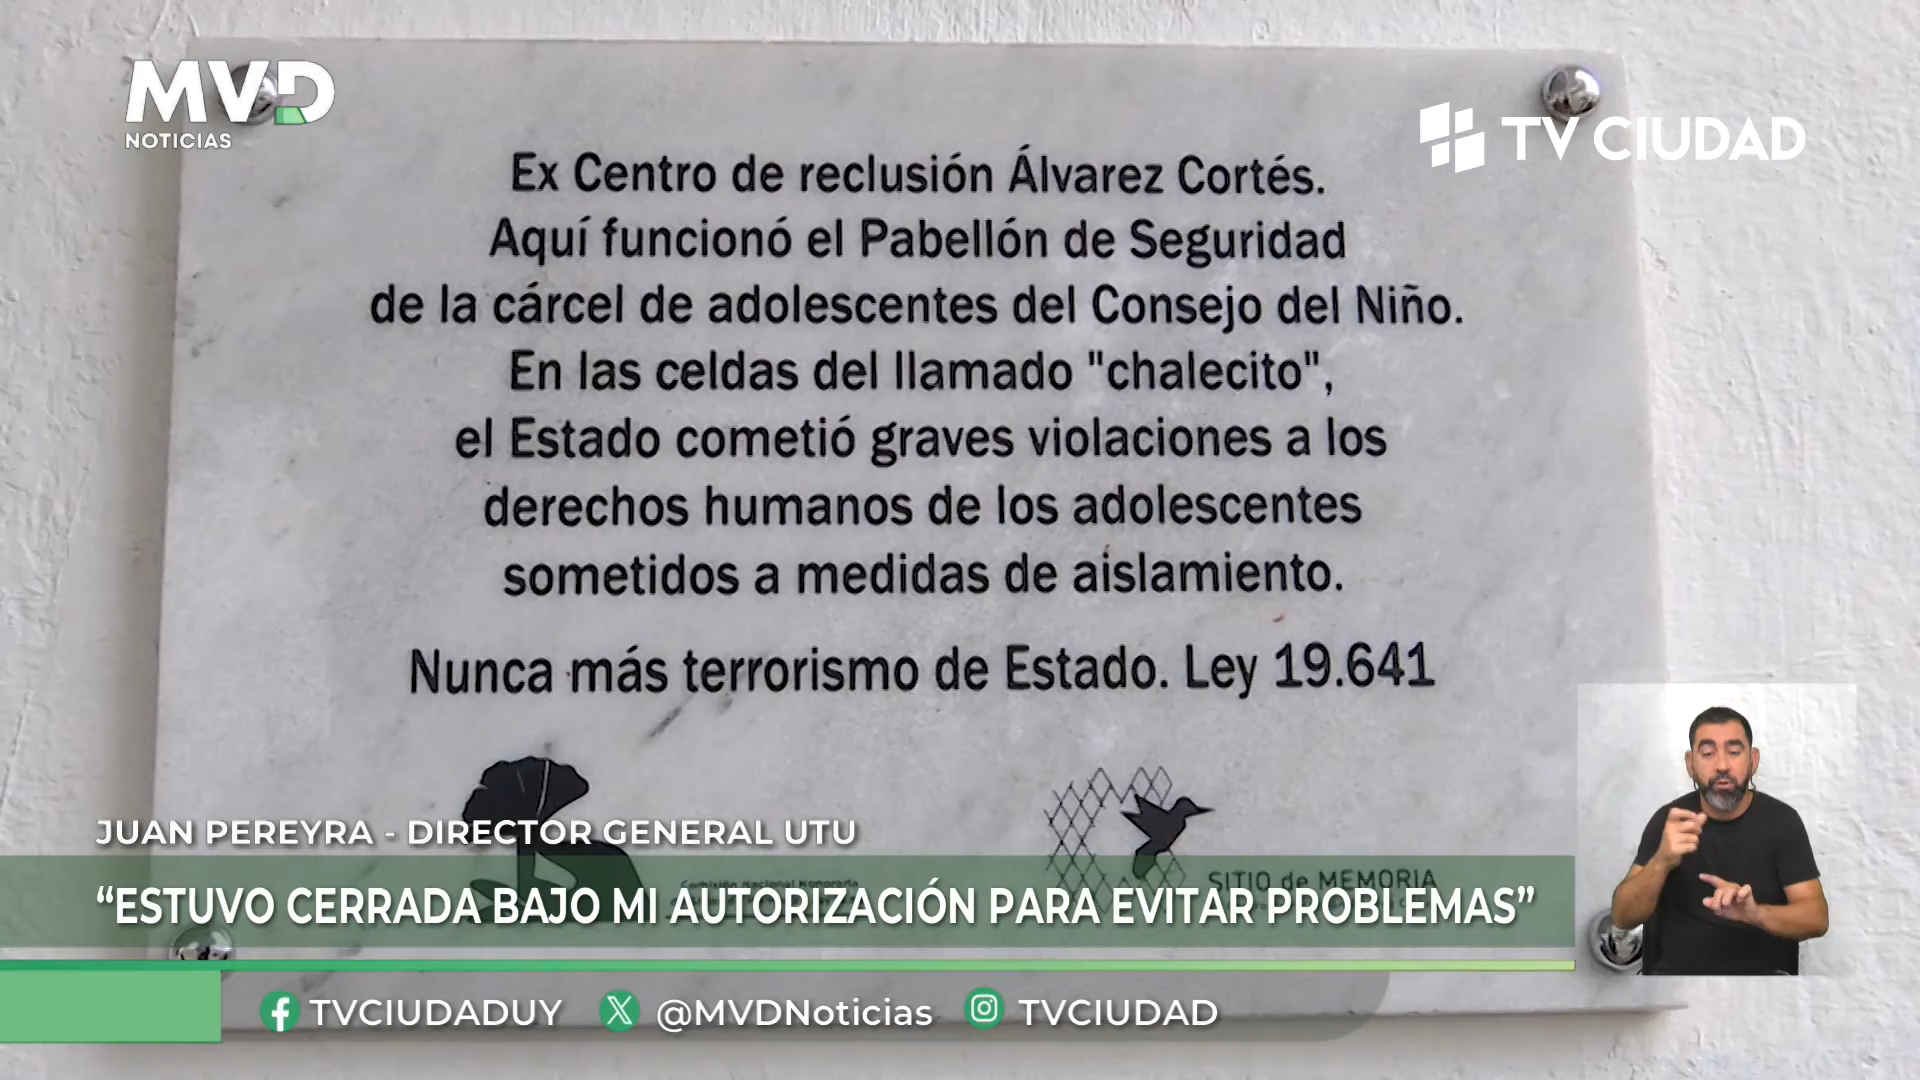 MVD
NOTICIAS
TV CIUDAD
Ex Centro de reclusión Álvarez Cortés.
Aquí funcionó el Pabellón de Seguridad
de la cárcel de adolescentes del Consejo del Niño.
En las celdas del llamado "chalecito",
el Estado cometió graves violaciones a los
derechos humanos de los adolescentes
sometidos a medidas de aislamiento.
Nunca más terrorismo de Estado. Ley 19.641
Comisión Nacional Honoraria
SITIO de MEMORIA
JUAN PEREYRA - DIRECTOR GENERAL UTU
“ESTUVO CERRADA BAJO MI AUTORIZACIÓN PARA EVITAR PROBLEMAS”
TVCIUDADUY @MVDNoticias TVCIUDAD